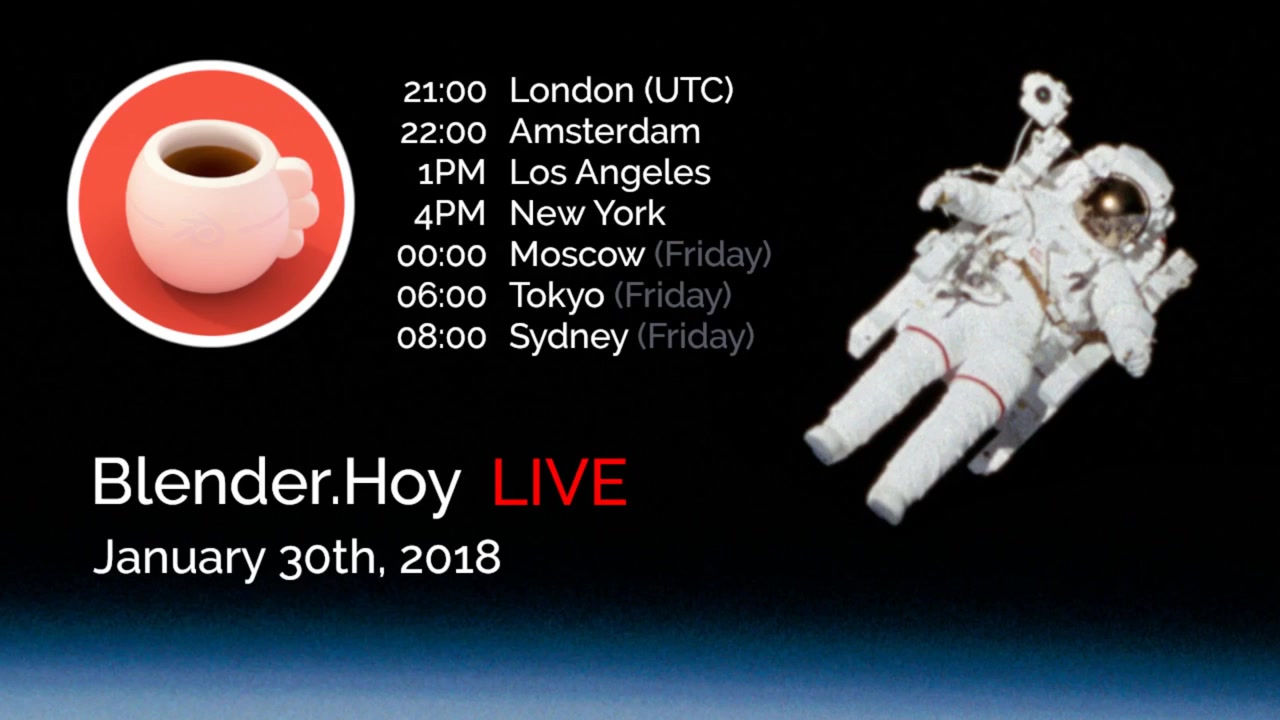 21:00 London (UTC)
22:00 Amsterdam
1PM Los Angeles
4PM New York
00:00 Moscow (Friday)
06:00 Tokyo (Friday)
08:00 Sydney (Friday)
Blender.Hoy LIVE
January 30th, 2018